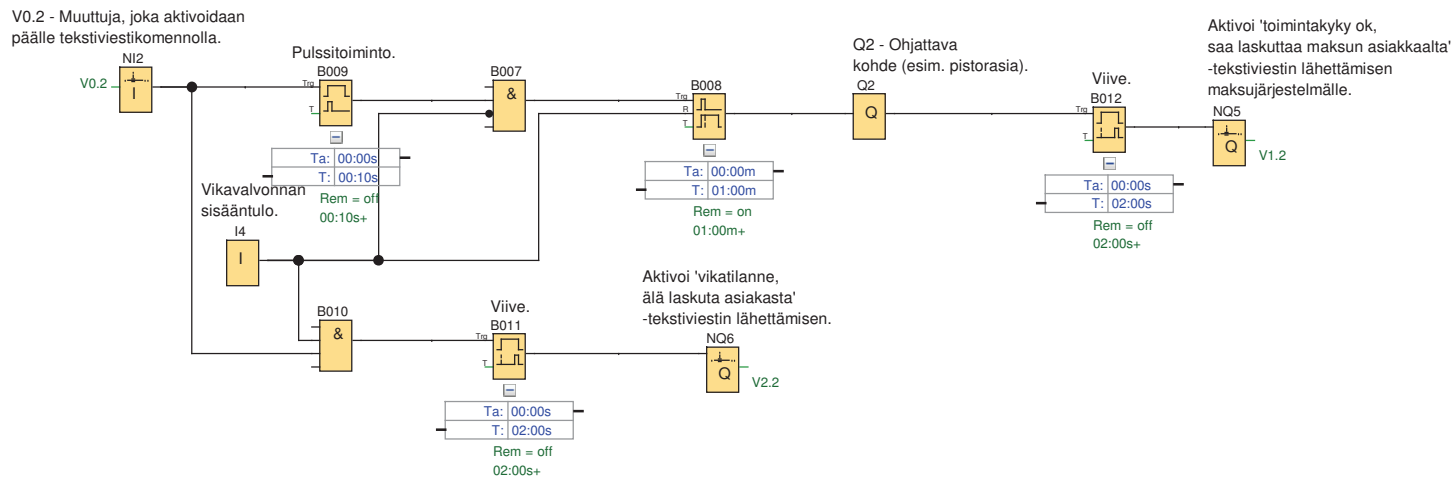 V0.2 - Muuttuja, joka aktivoidaan
päälle tekstiviestikomennolla.
NI2
V0.2
I
Pulssitoiminto.
B009
Trg
T
Ta: 00:00s
T: 00:10s
Rem = off
00:10s+
B007
&
B008
Trg
R
T
Ta: 00:00m
T: 01:00m
Rem = on
01:00m+
Q2 - Ohjattava
kohde (esim. pistorasia).
Q2
Q
Viive.
B012
Trg
T
Ta: 00:00s
T: 02:00s
Rem = off
02:00s+
Aktivoi 'toimintakyky ok,
saa laskuttaa maksun asiakkaalta'
-tekstiviestin lähettämisen
maksujärjestelmälle.
NQ5
Q
V1.2
Vikavalvonnan
sisääntulo.
I4
I
B010
&
Viive.
B011
Trg
T
Ta: 00:00s
T: 02:00s
Rem = off
02:00s+
Aktivoi 'vikatilanne,
älä laskuta asiakasta'
-tekstiviestin lähettämisen.
NQ6
Q
V2.2